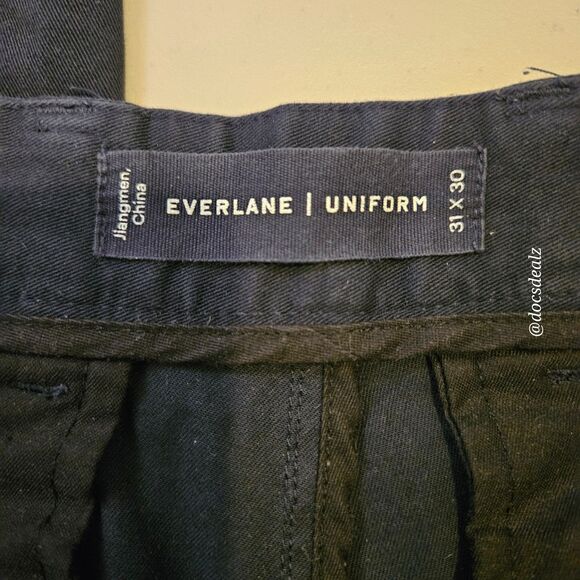 Jiangmen,
China
EVERLANE | UNIFORM
31 X 30
@docsdealz